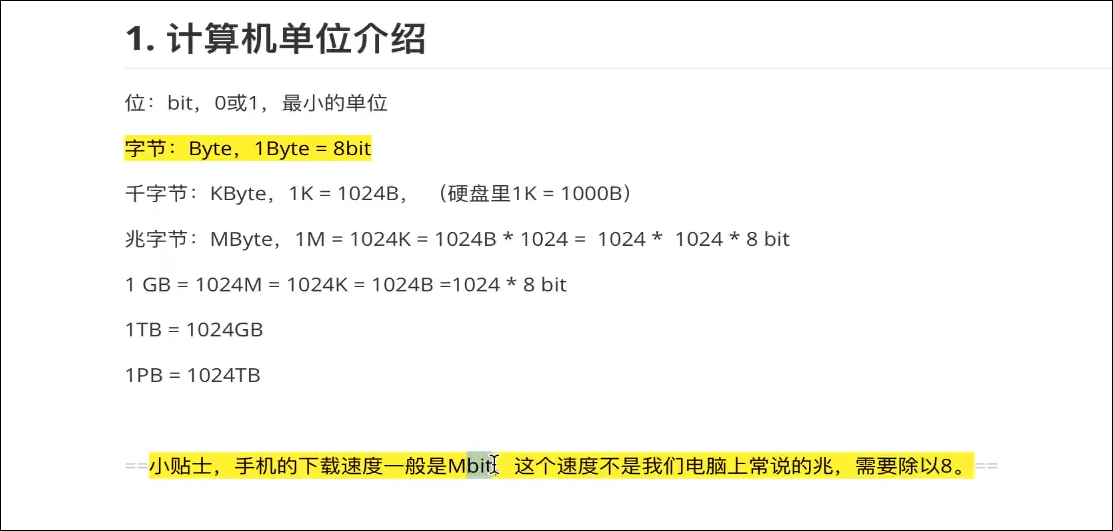 1. 计算机单位介绍
位：bit，0或1，最小的单位
字节：Byte，1Byte = 8bit
千字节：KByte，1K = 1024B， （硬盘里1K = 1000B）
兆字节：MByte，1M = 1024K = 1024B * 1024 =  1024 *  1024 * 8 bit
1 GB = 1024M = 1024K = 1024B =1024 * 8 bit
1TB = 1024GB
1PB = 1024TB
==小贴士，手机的下载速度一般是Mbit， 这个速度不是我们电脑上常说的兆，需要除以8。==